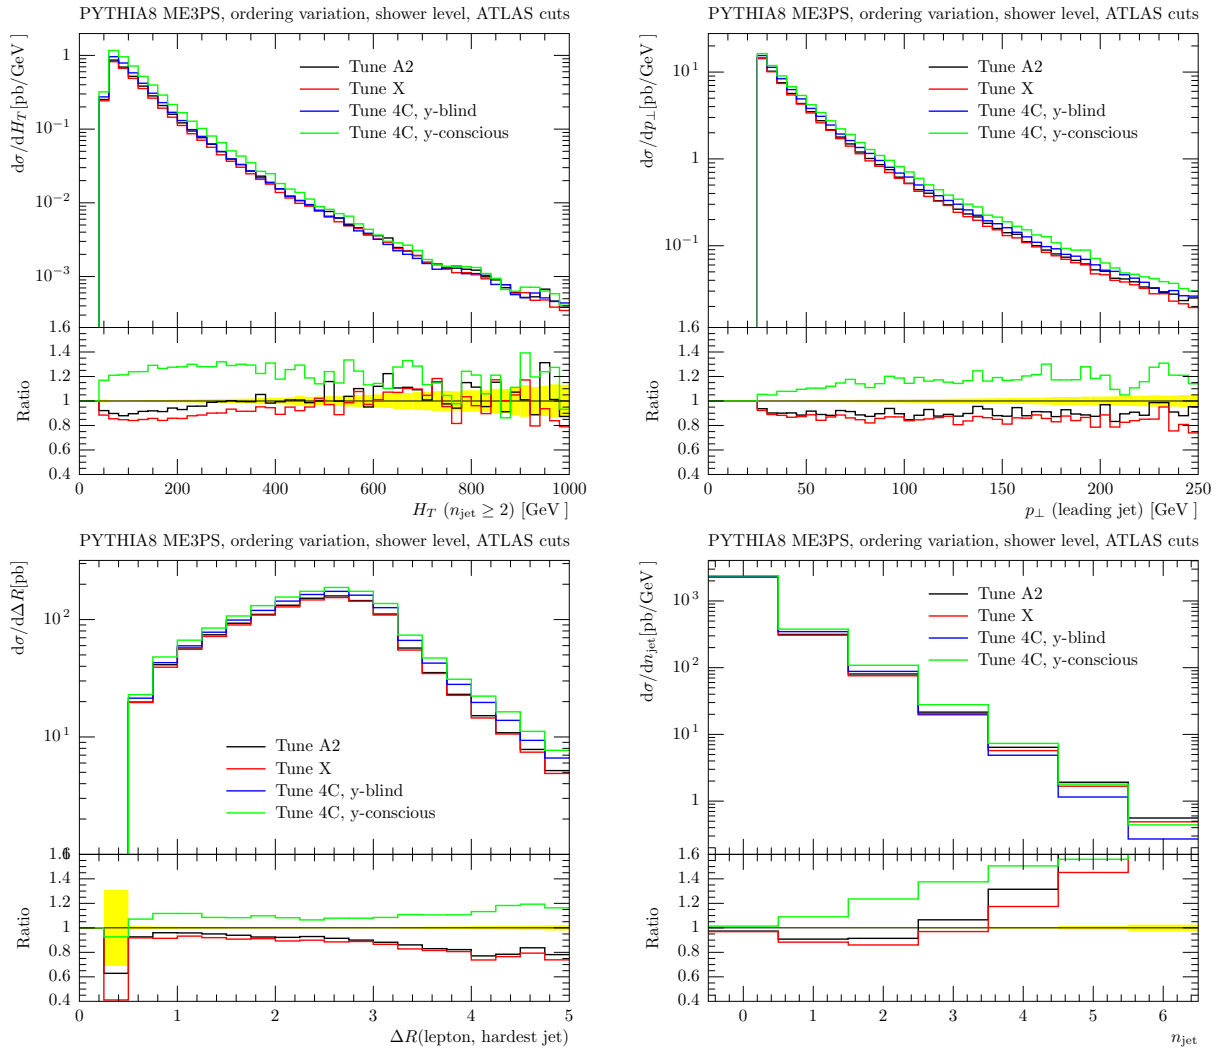 PYTHIA8 ME3PS, ordering variation, shower level, ATLAS cuts
dσ/dH_T [pb/GeV ]
1
10^{-1}
10^{-2}
10^{-3}
Tune A2
Tune X
Tune 4C, y-blind
Tune 4C, y-conscious
Ratio
1.6
1.4
1.2
1.0
0.8
0.6
0.4
0 200 400 600 800 1000
H_T (n_jet ≥ 2) [GeV ]
PYTHIA8 ME3PS, ordering variation, shower level, ATLAS cuts
dσ/dp_⊥ [pb/GeV]
10^1
1
10^{-1}
Tune A2
Tune X
Tune 4C, y-blind
Tune 4C, y-conscious
Ratio
1.6
1.4
1.2
1.0
0.8
0.6
0.4
0 50 100 150 200 250
p_⊥ (leading jet) [GeV ]
PYTHIA8 ME3PS, ordering variation, shower level, ATLAS cuts
dσ/dΔR[pb]
10^2
10^1
Tune A2
Tune X
Tune 4C, y-blind
Tune 4C, y-conscious
Ratio
1.6
1.4
1.2
1.0
0.8
0.6
0.4
0 1 2 3 4 5
ΔR(lepton, hardest jet)
PYTHIA8 ME3PS, ordering variation, shower level, ATLAS cuts
dσ/dn_jet[pb/GeV ]
10^3
10^2
10^1
1
Tune A2
Tune X
Tune 4C, y-blind
Tune 4C, y-conscious
Ratio
1.6
1.4
1.2
1.0
0.8
0.6
0.4
0 1 2 3 4 5 6
n_jet